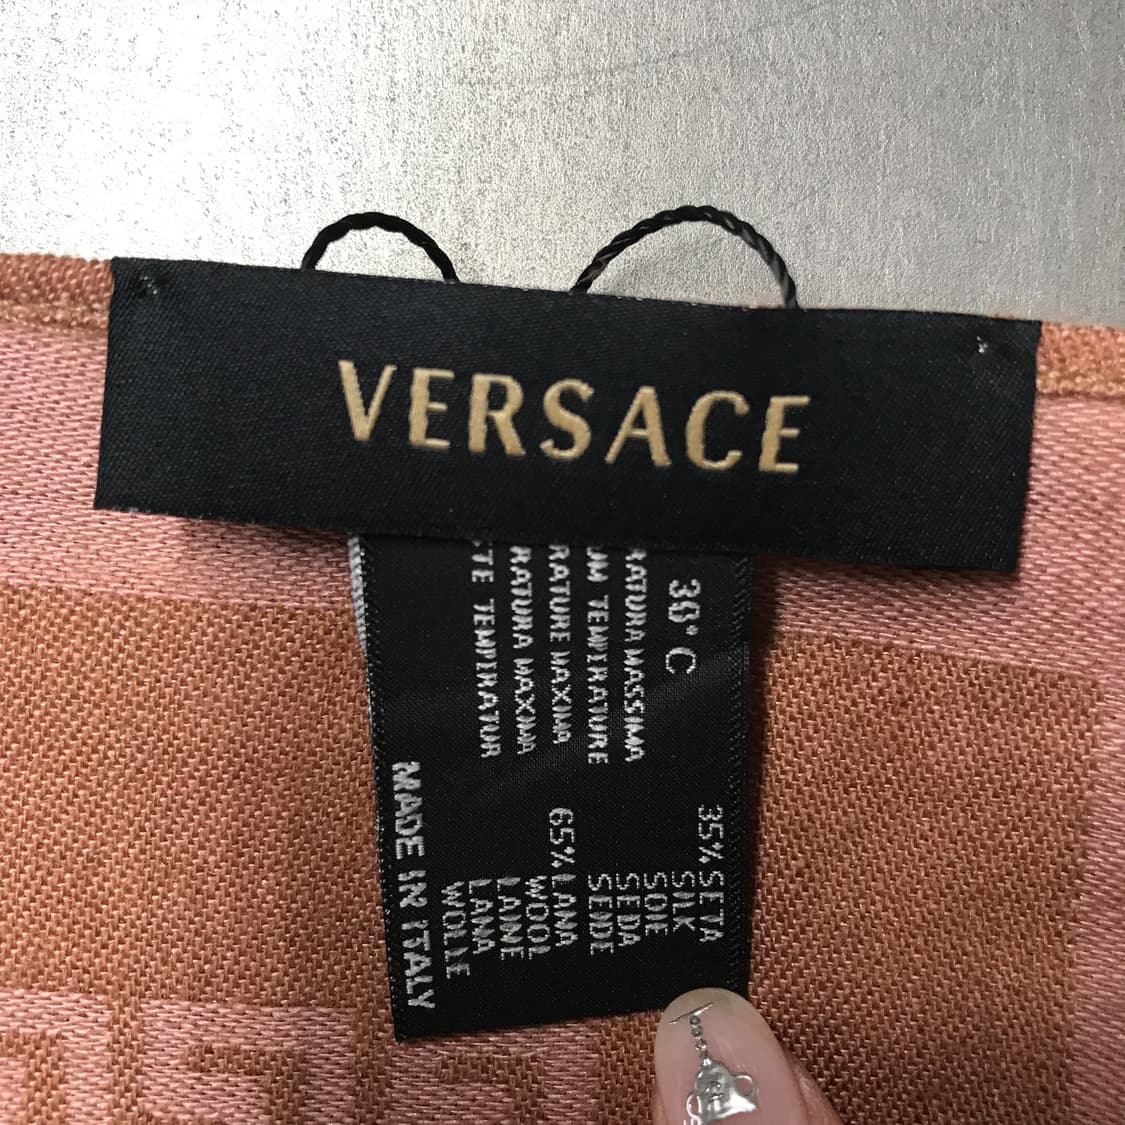 VERSACE
30°C
RATURA MASSIMA
UM TEMPERATURE
RATURE MAXIMA
RATURA MAXIMA
TE TEMPERATUR
35% SETA
SILK
SOIE
SEDA
SEIDE
65% LANA
WOOL
LAINE
LANA
WOLLE
MADE IN ITALY